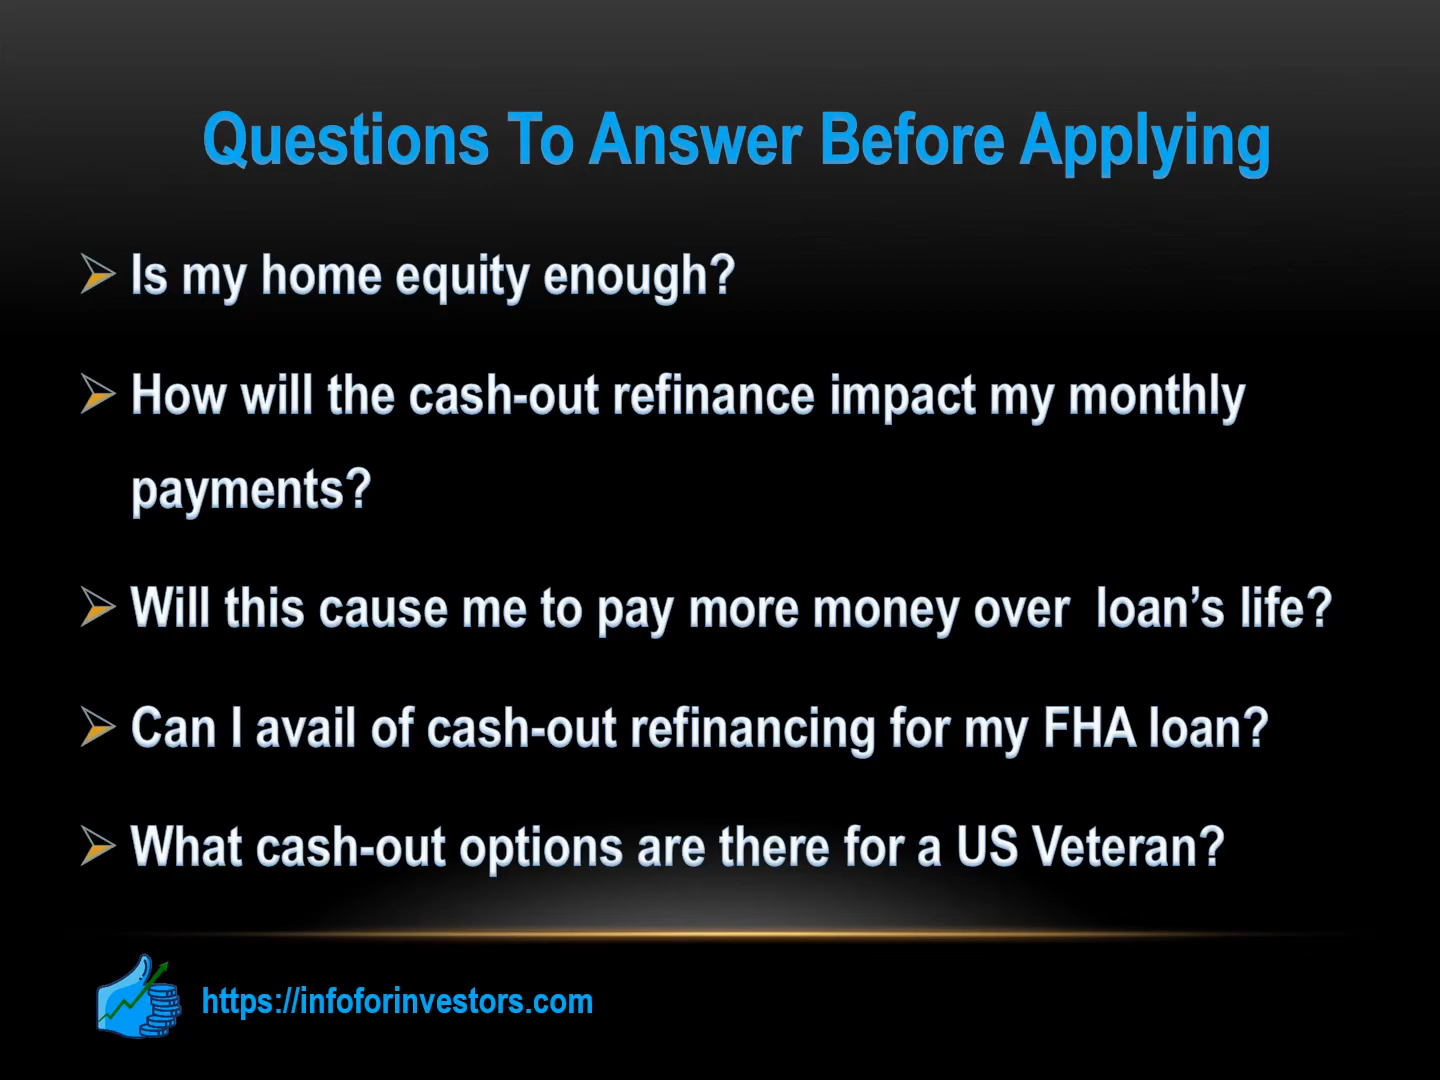 Questions To Answer Before Applying
Is my home equity enough?
How will the cash-out refinance impact my monthly
payments?
Will this cause me to pay more money over  loan’s life?
Can I avail of cash-out refinancing for my FHA loan?
What cash-out options are there for a US Veteran?
https://infoforinvestors.com